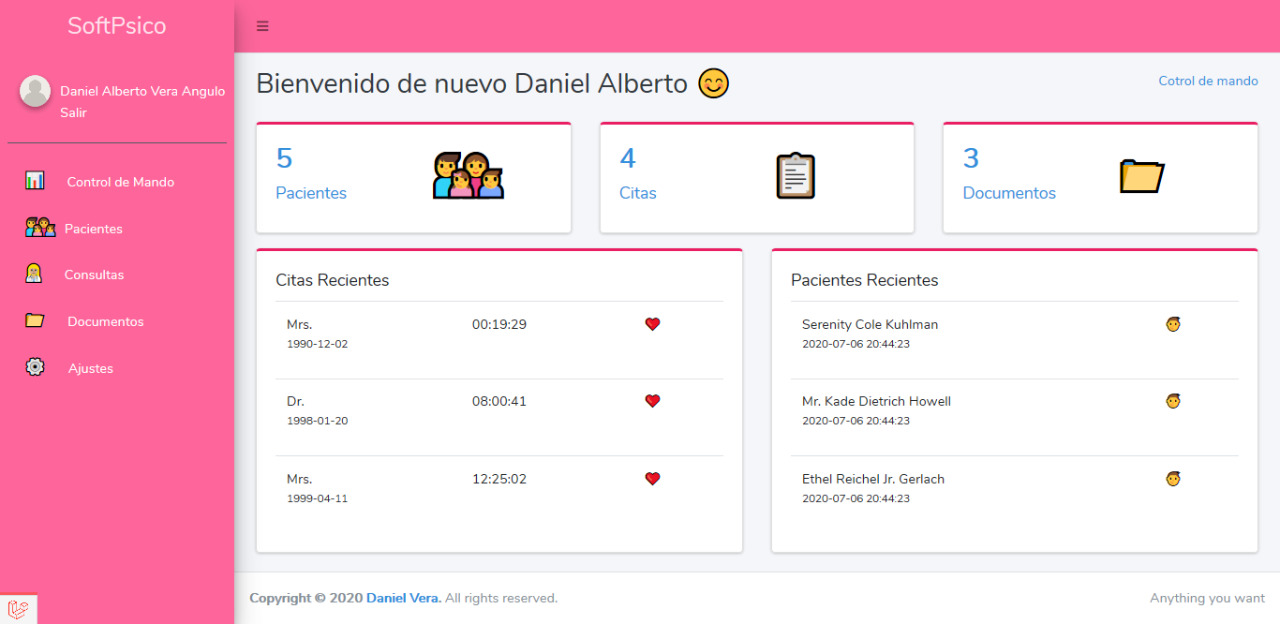 SoftPsico
Daniel Alberto Vera Angulo
Salir
Control de Mando
Pacientes
Consultas
Documentos
Ajustes
Bienvenido de nuevo Daniel Alberto 😊
Cotrol de mando
5
Pacientes
4
Citas
3
Documentos
Citas Recientes
Mrs. 00:19:29
1990-12-02
Dr. 08:00:41
1998-01-20
Mrs. 12:25:02
1999-04-11
Pacientes Recientes
Serenity Cole Kuhlman
2020-07-06 20:44:23
Mr. Kade Dietrich Howell
2020-07-06 20:44:23
Ethel Reichel Jr. Gerlach
2020-07-06 20:44:23
Copyright © 2020 Daniel Vera. All rights reserved.
Anything you want